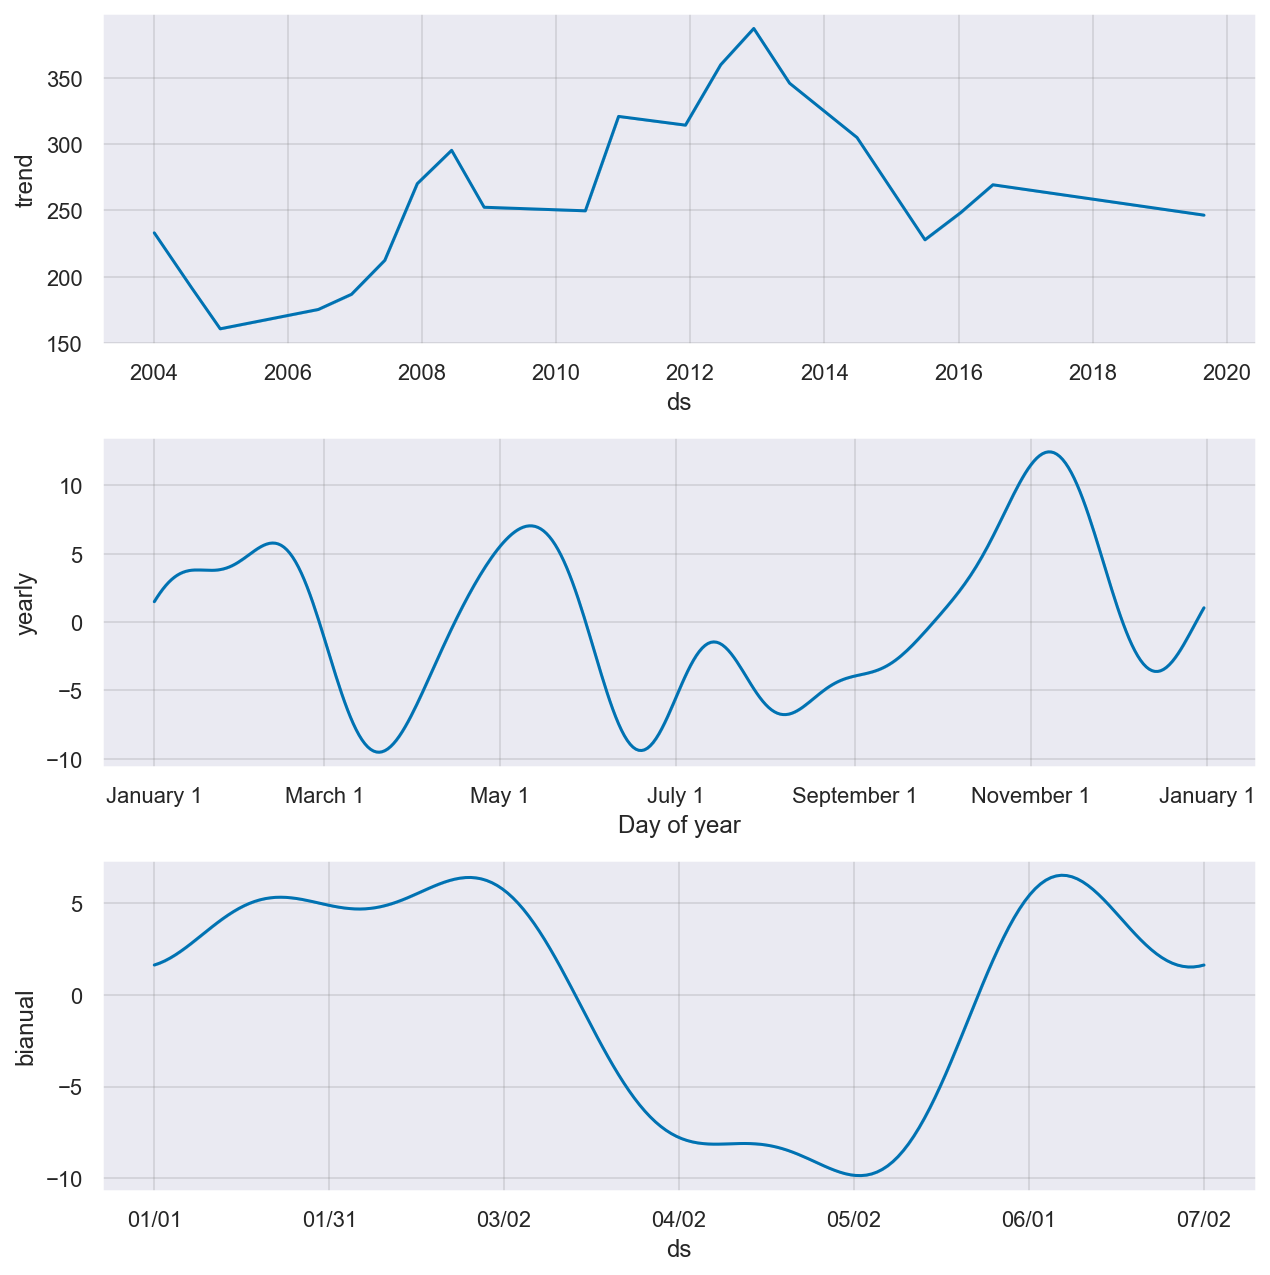 trend
350
300
250
200
150
2004 2006 2008 2010 2012 2014 2016 2018 2020
ds
yearly
10
5
0
−5
−10
January 1 March 1 May 1 July 1 September 1 November 1 January 1
Day of year
bianual
5
0
−5
−10
01/01 01/31 03/02 04/02 05/02 06/01 07/02
ds